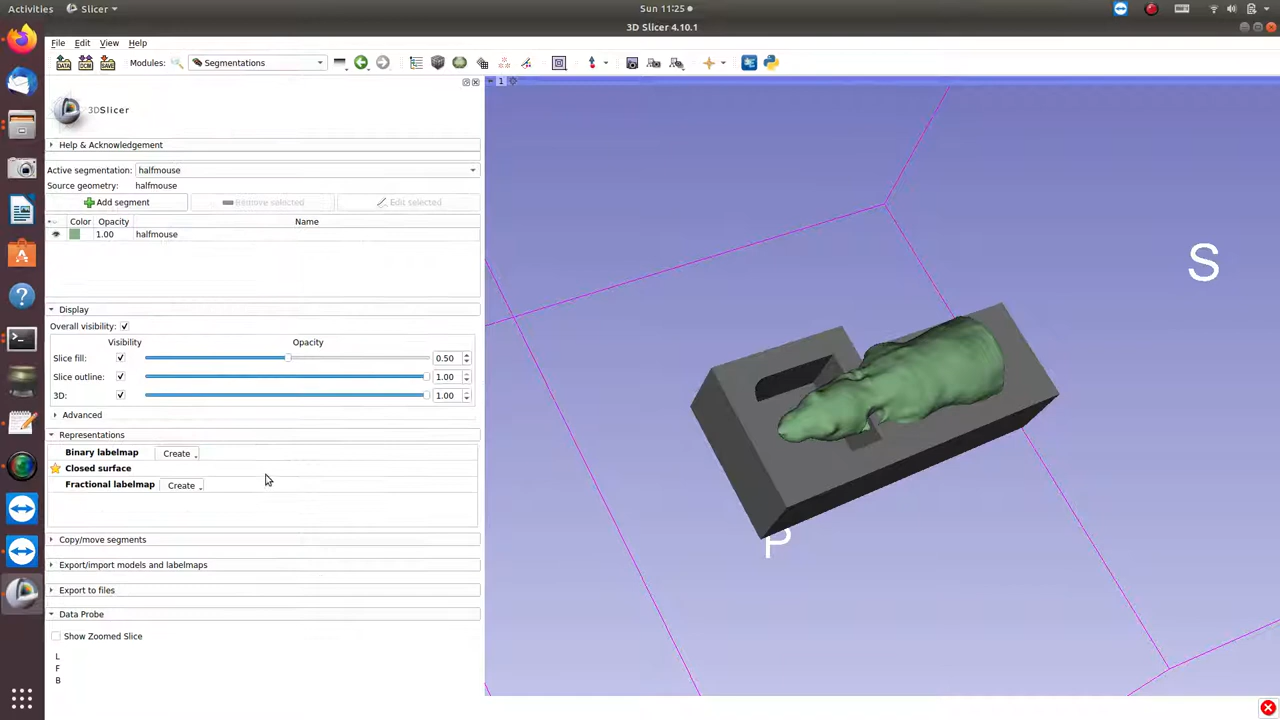 Activities
Slicer
Sun 11:25
3D Slicer 4.10.1
File Edit View Help
DATA DCM SAVE Modules: Segmentations
1
3DSlicer
Help & Acknowledgement
Active segmentation: halfmouse
Source geometry: halfmouse
Add segment Remove selected Edit selected
Color Opacity Name
1.00 halfmouse
Display
Overall visibility:
Visibility Opacity
Slice fill: 0.50
Slice outline: 1.00
3D: 1.00
Advanced
Representations
Binary labelmap Create
Closed surface
Fractional labelmap Create
Copy/move segments
Export/import models and labelmaps
Export to files
Data Probe
Show Zoomed Slice
L
F
B
S
P